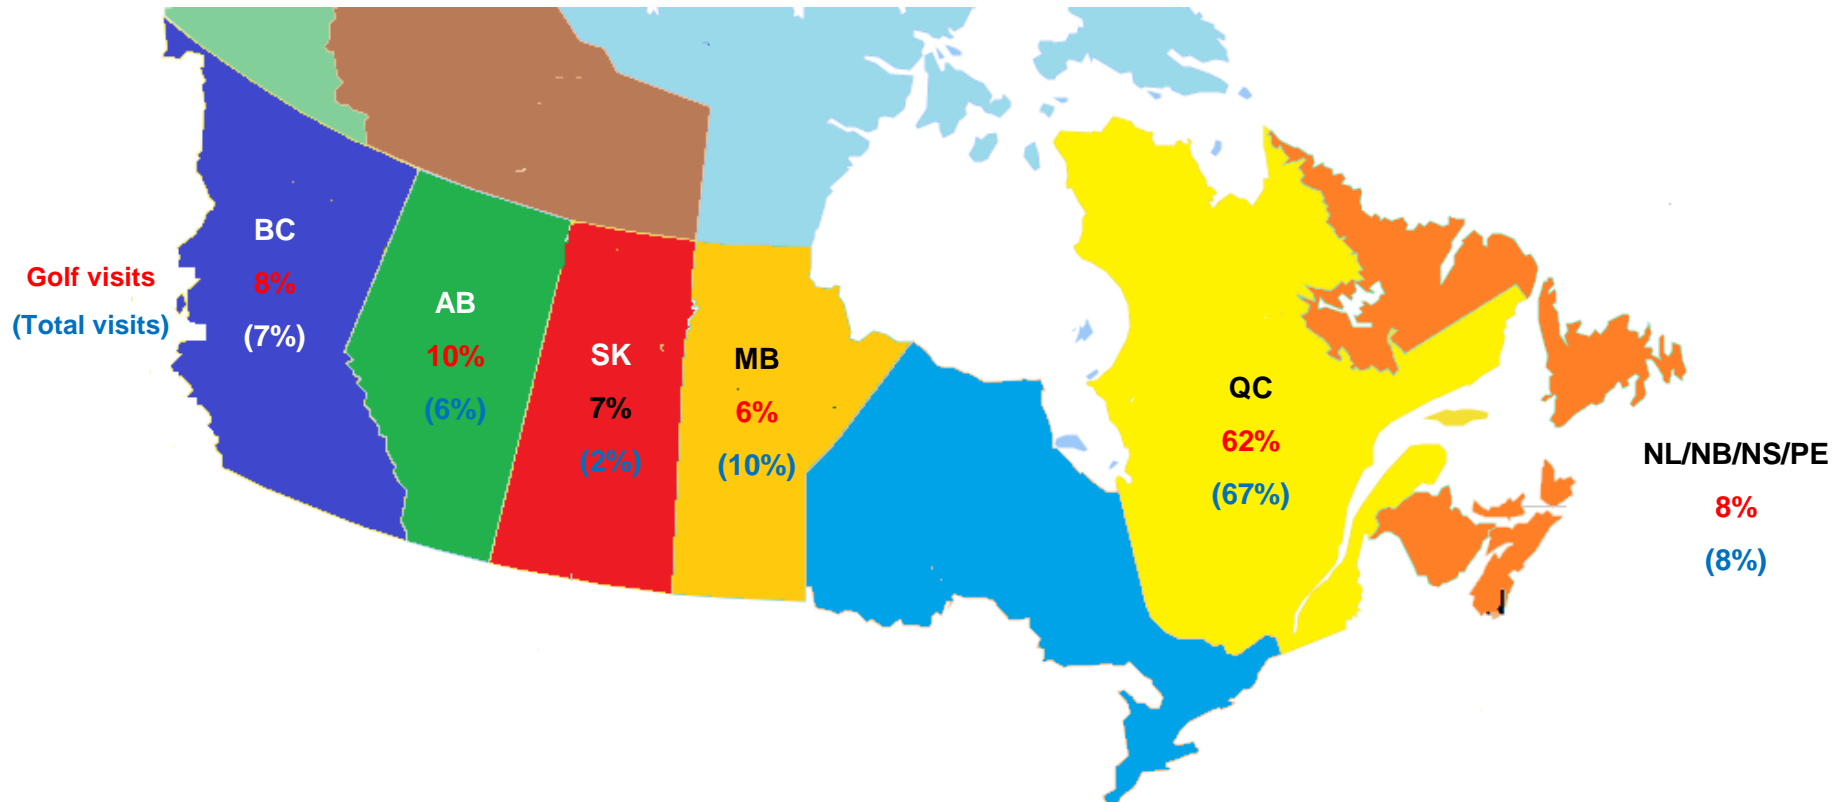 Golf visits
(Total visits)
BC
8%
(7%)
AB
10%
(6%)
SK
7%
(2%)
MB
6%
(10%)
QC
62%
(67%)
NL/NB/NS/PE
8%
(8%)